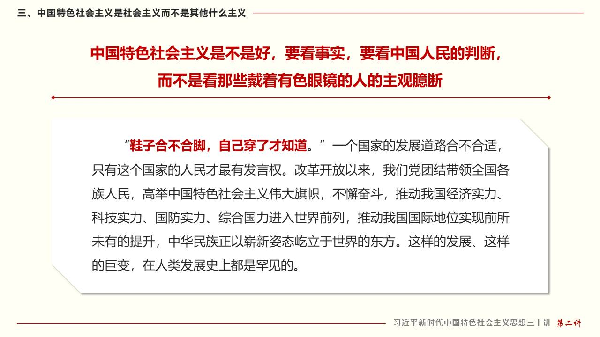 三、中国特色社会主义是社会主义而不是其他什么主义
中国特色社会主义是不是好，要看事实，要看中国人民的判断，
而不是看那些戴着有色眼镜的人的主观臆断
“鞋子合不合脚，自己穿了才知道。”一个国家的发展道路合不合适，
只有这个国家的人民才最有发言权。改革开放以来，我们党团结带领全国各
族人民，高举中国特色社会主义伟大旗帜，不懈奋斗，推动我国经济实力、
科技实力、国防实力、综合国力进入世界前列，推动我国国际地位实现前所
未有的提升，中华民族正以崭新姿态屹立于世界的东方。这样的发展、这样
的巨变，在人类发展史上都是罕见的。
习近平新时代中国特色社会主义思想三十讲 第二讲